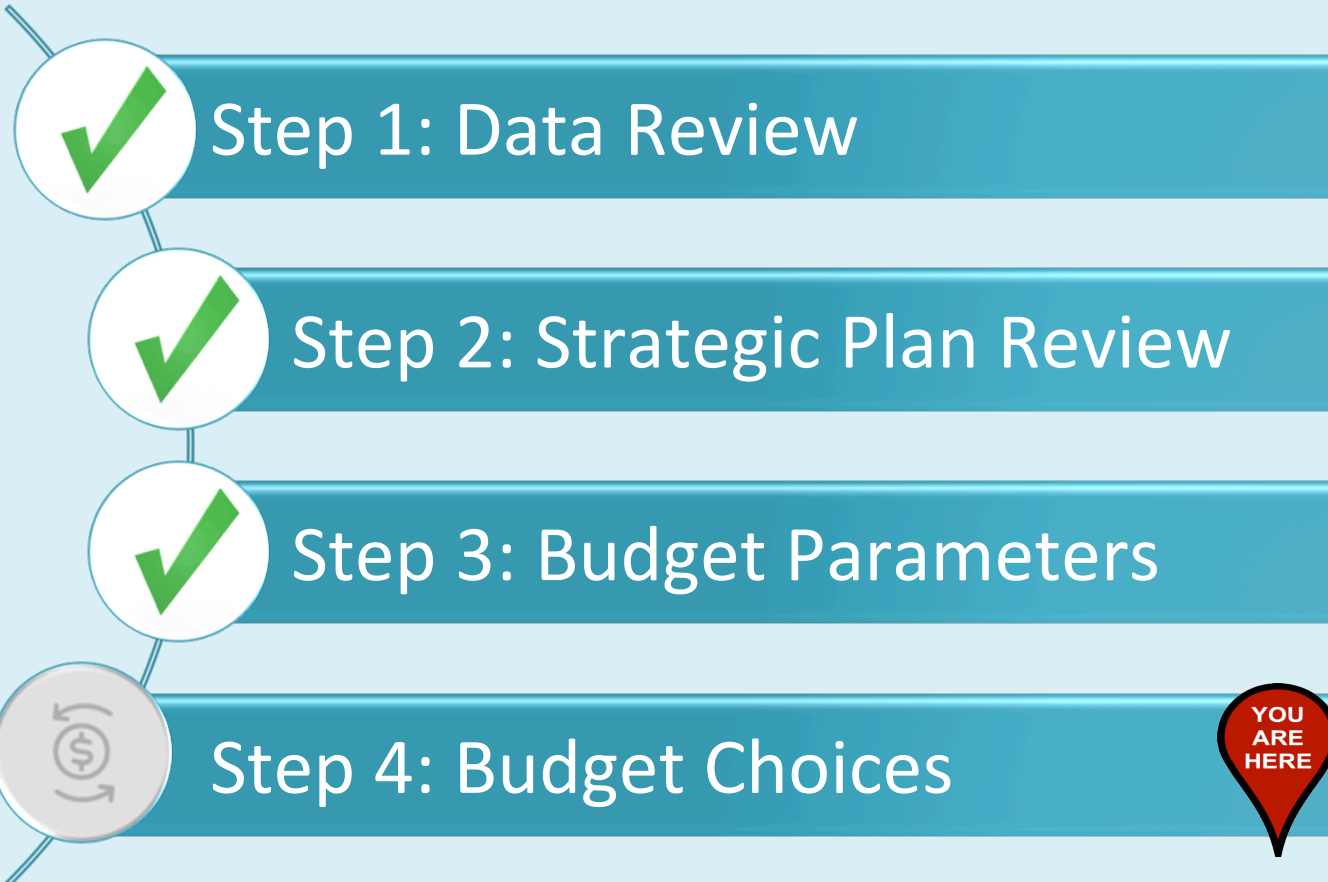 Step 1: Data Review
Step 2: Strategic Plan Review
Step 3: Budget Parameters
$
Step 4: Budget Choices
YOU
ARE
HERE